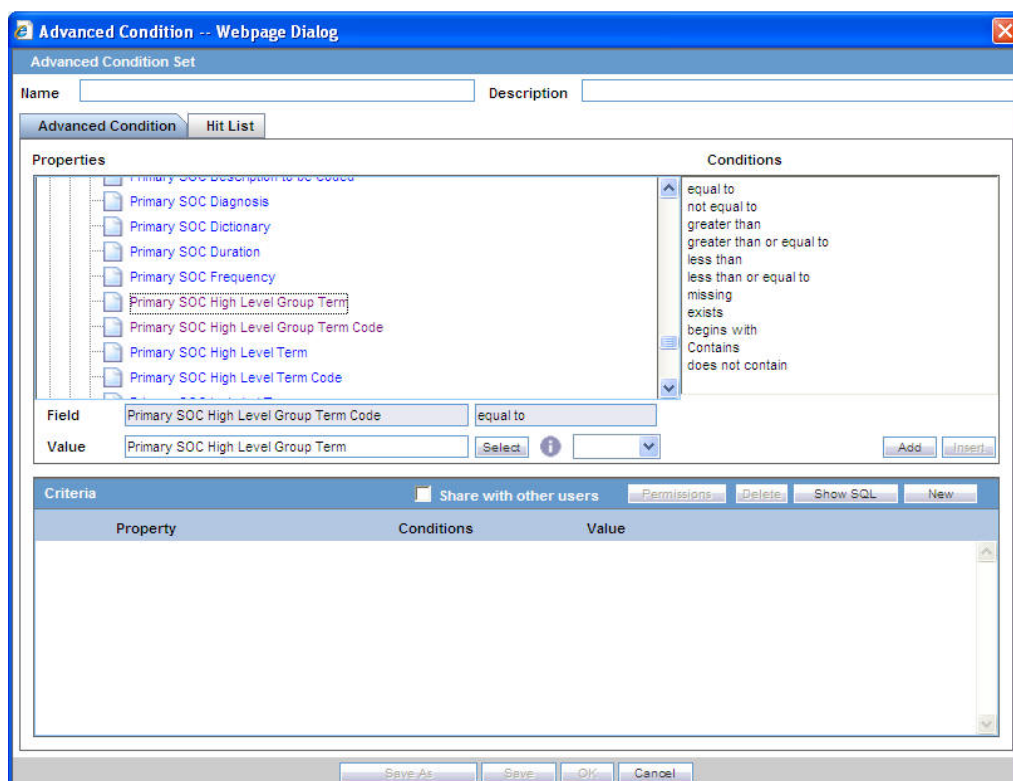 Advanced Condition -- Webpage Dialog
Advanced Condition Set
Name Description
Advanced Condition Hit List
Properties Conditions
Primary SOC Description to be Coded
Primary SOC Diagnosis
Primary SOC Dictionary
Primary SOC Duration
Primary SOC Frequency
Primary SOC High Level Group Term
Primary SOC High Level Group Term Code
Primary SOC High Level Term
Primary SOC High Level Term Code
equal to
not equal to
greater than
greater than or equal to
less than
less than or equal to
missing
exists
begins with
Contains
does not contain
Field Primary SOC High Level Group Term Code equal to
Value Primary SOC High Level Group Term Select i Add Insert
Criteria Share with other users Permissions Delete Show SQL New
Property Conditions Value
Save As Save OK Cancel